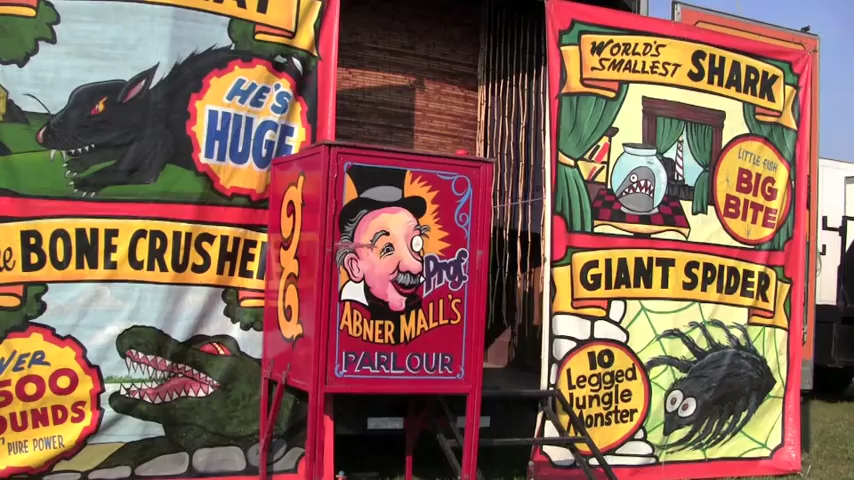 HE'S
HUGE
BONE CRUSHER
500
PURE POWER
Prof.
ABNER MALL'S
PARLOUR
WORLD'S
SMALLEST SHARK
LITTLE FISH
BIG
BITE
GIANT SPIDER
10
Legged
Jungle
Monster